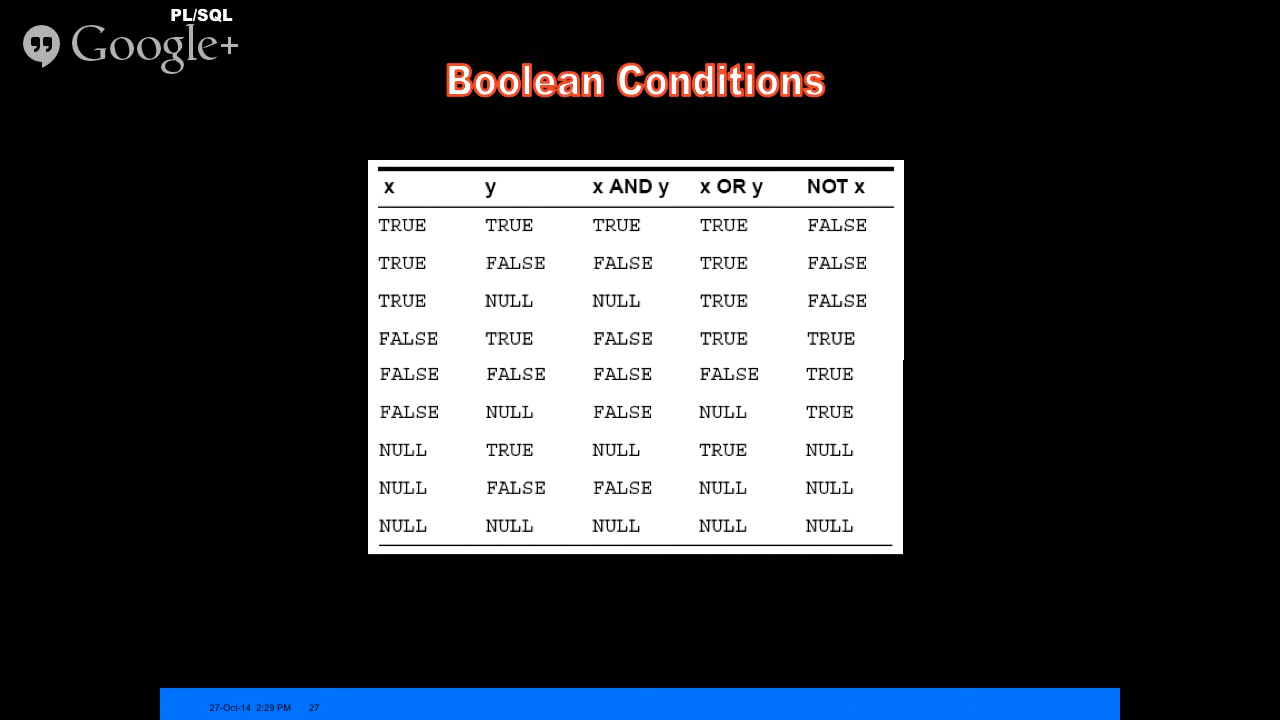 PL/SQL
Google+
Boolean Conditions
x y x AND y x OR y NOT x
TRUE TRUE TRUE TRUE FALSE
TRUE FALSE FALSE TRUE FALSE
TRUE NULL NULL TRUE FALSE
FALSE TRUE FALSE TRUE TRUE
FALSE FALSE FALSE FALSE TRUE
FALSE NULL FALSE NULL TRUE
NULL TRUE NULL TRUE NULL
NULL FALSE FALSE NULL NULL
NULL NULL NULL NULL NULL
27-Oct-14 2:29 PM 27